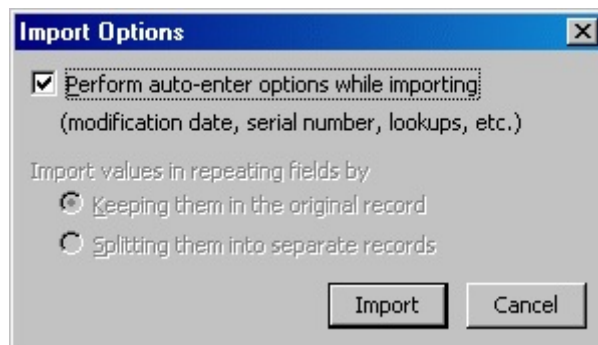 Import Options
Perform auto-enter options while importing
(modification date, serial number, lookups, etc.)
Import values in repeating fields by
Keeping them in the original record
Splitting them into separate records
Import Cancel